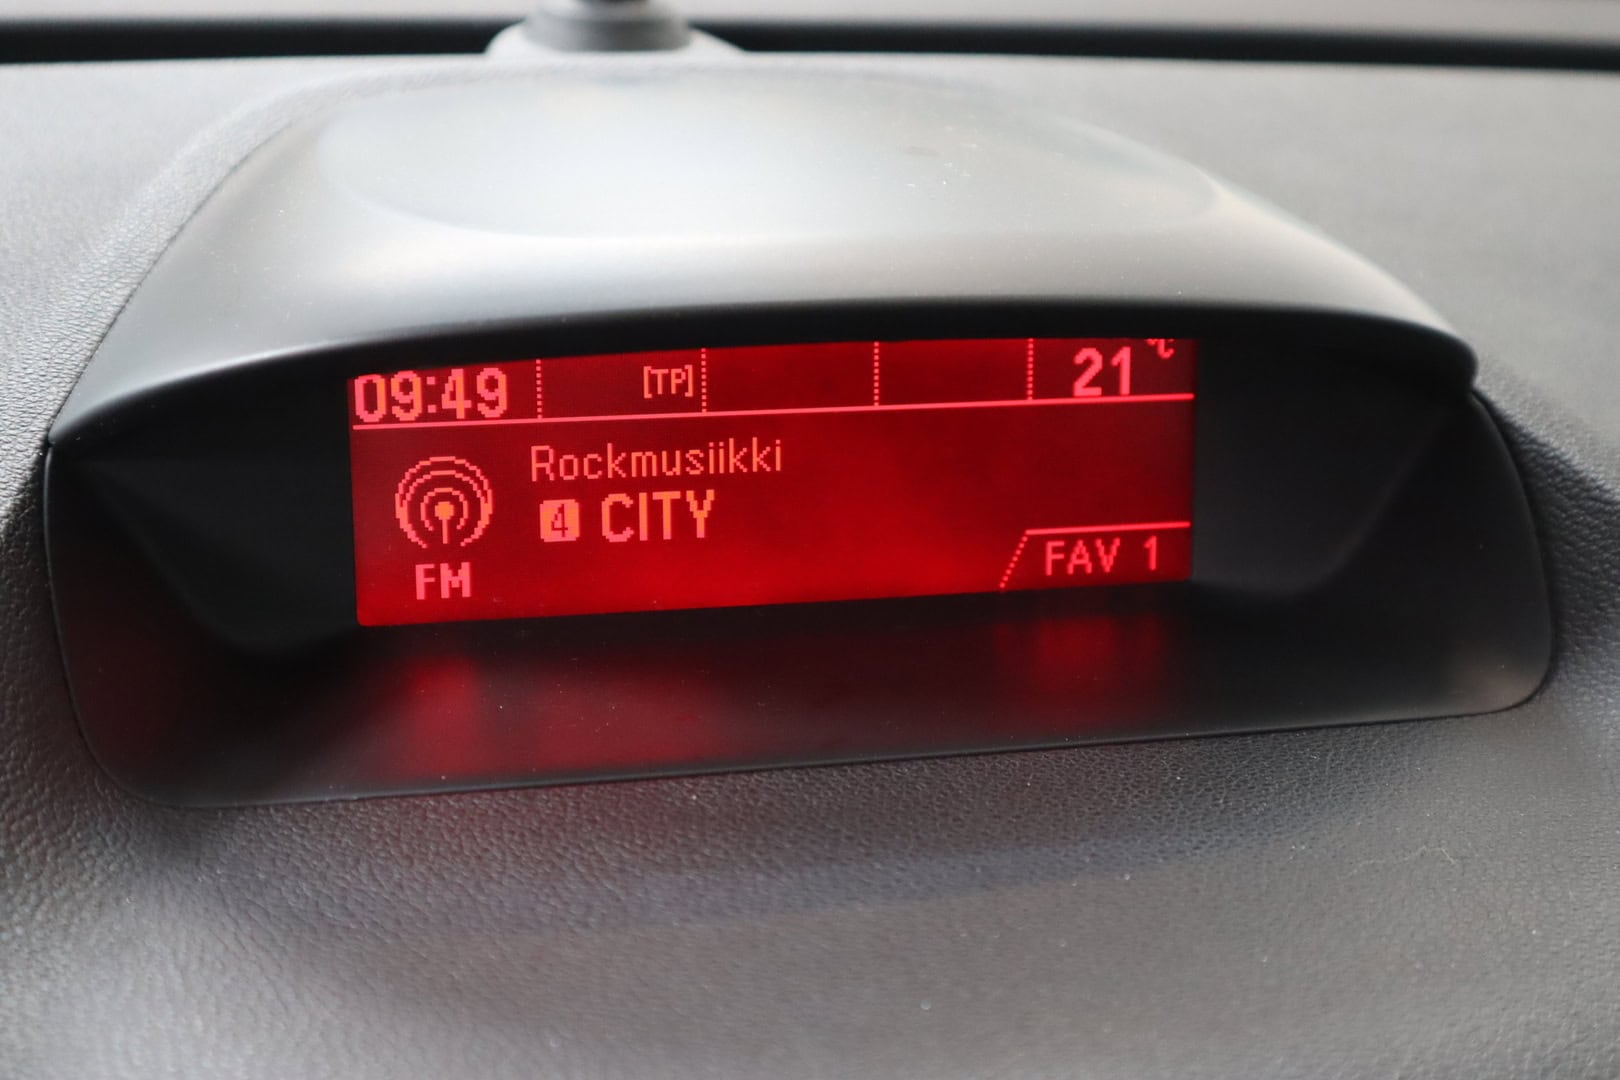 09:49 [TP] 21 °C
Rockmusiikki
4 CITY
FM
FAV 1